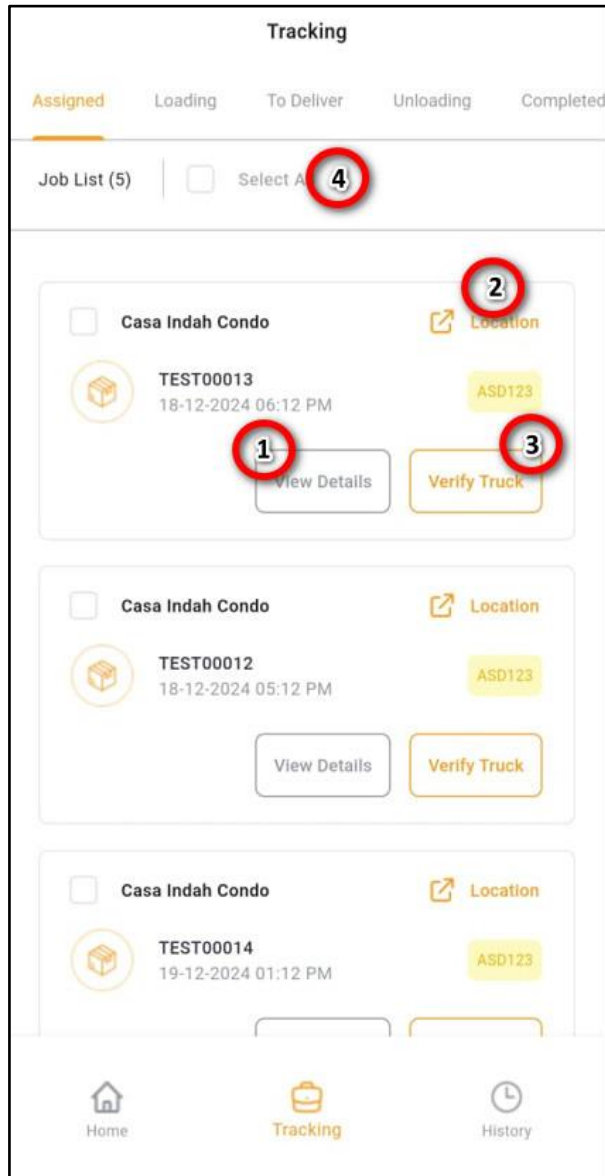 Tracking
Assigned Loading To Deliver Unloading Completed
Job List (5) Select A 4
2
Casa Indah Condo Location
TEST00013
18-12-2024 06:12 PM ASD123
1 3
View Details Verify Truck
Casa Indah Condo Location
TEST00012
18-12-2024 05:12 PM ASD123
View Details Verify Truck
Casa Indah Condo Location
TEST00014
19-12-2024 01:12 PM ASD123
Home Tracking History